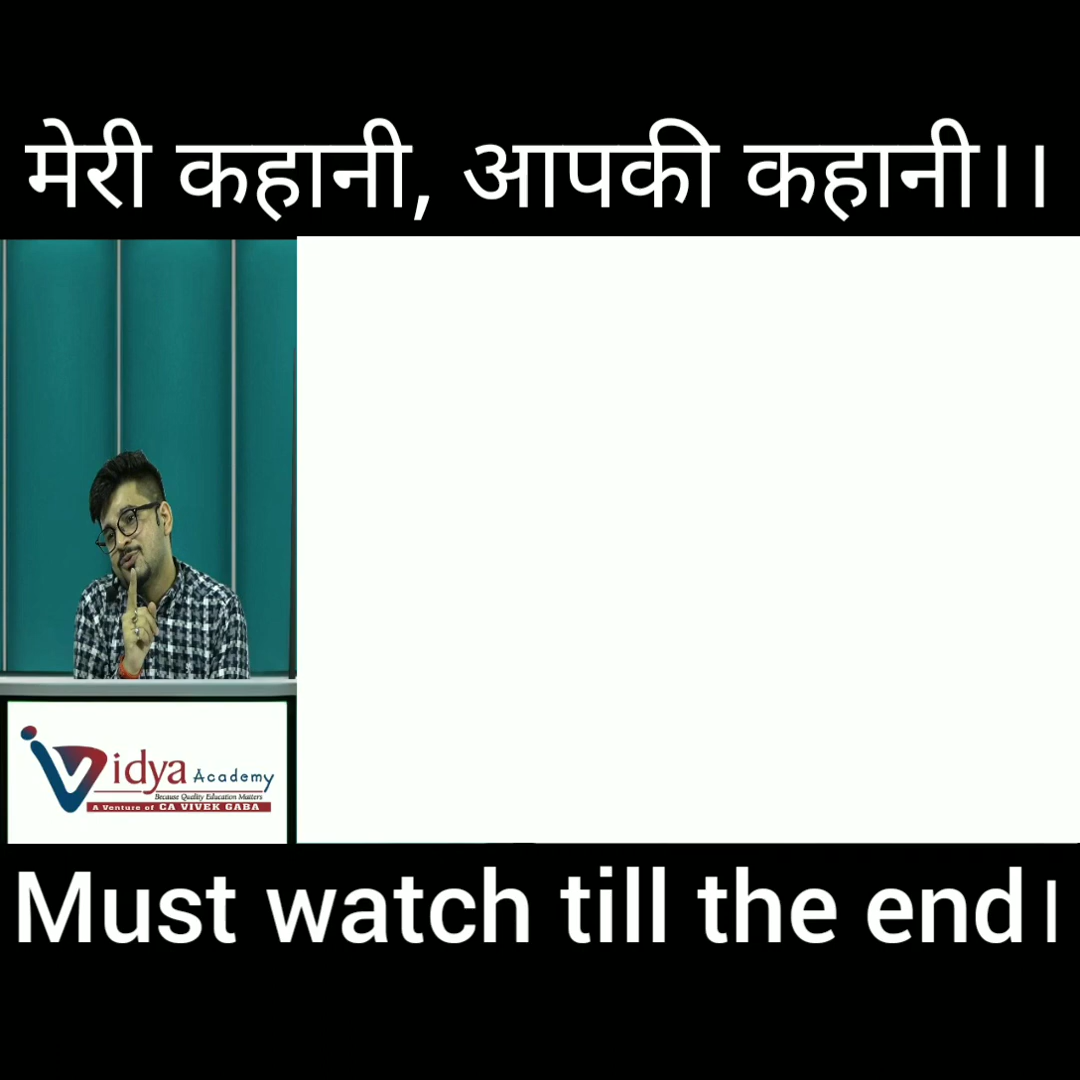 मेरी कहानी, आपकी कहानी।।
Vidya Academy
Because Quality Education Matters
A Venture of CA VIVEK GABA
Must watch till the end।